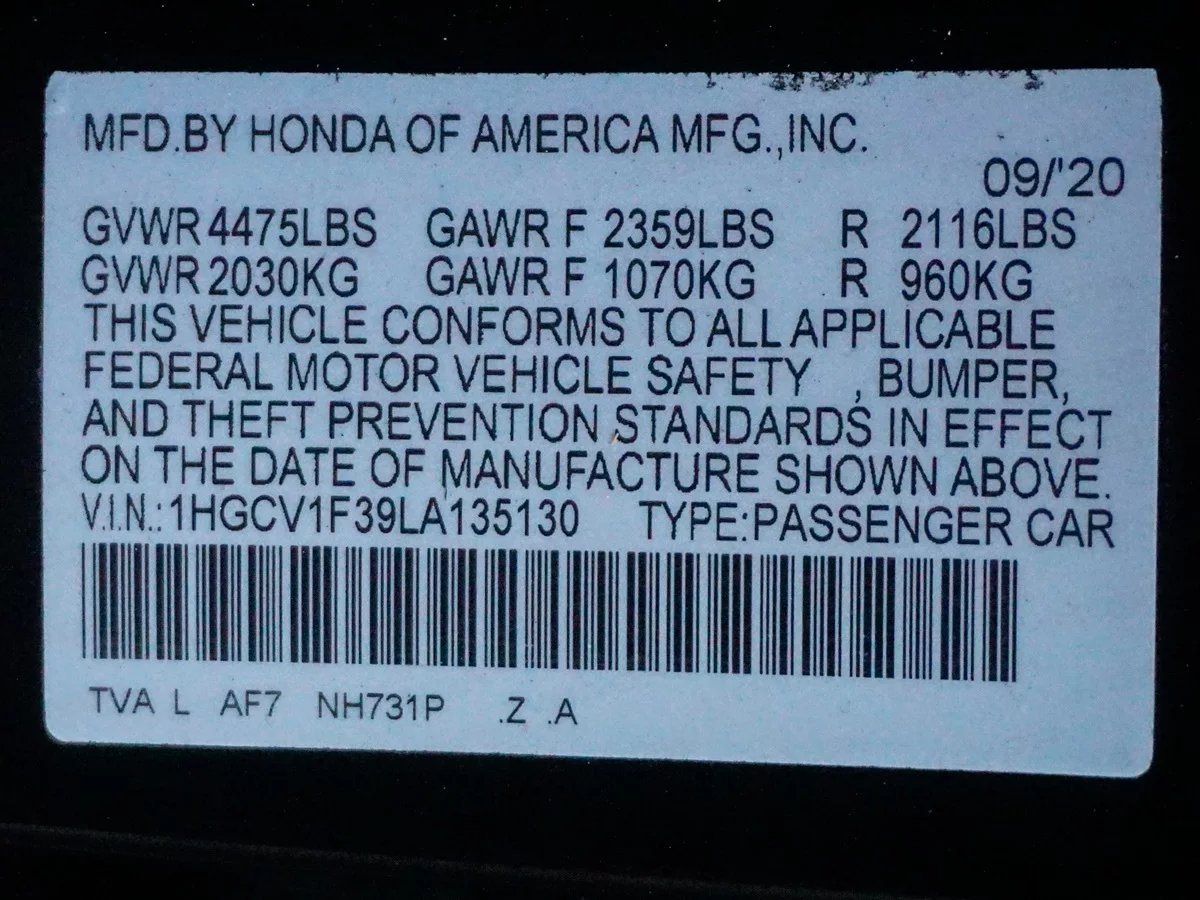 MFD.BY HONDA OF AMERICA MFG.,INC.
09/'20
GVWR 4475LBS GAWR F 2359LBS R 2116LBS
GVWR 2030KG GAWR F 1070KG R 960KG
THIS VEHICLE CONFORMS TO ALL APPLICABLE
FEDERAL MOTOR VEHICLE SAFETY , BUMPER,
AND THEFT PREVENTION STANDARDS IN EFFECT
ON THE DATE OF MANUFACTURE SHOWN ABOVE.
V.I.N.:1HGCV1F39LA135130 TYPE:PASSENGER CAR
TVA L AF7 NH731P .Z .A